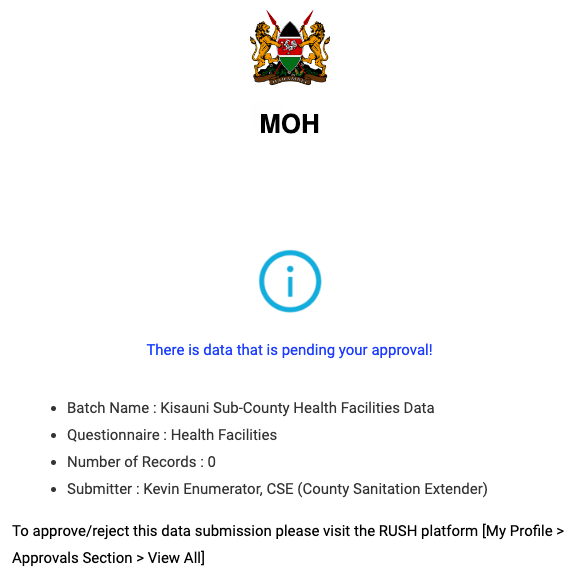 MOH
There is data that is pending your approval!
Batch Name : Kisauni Sub-County Health Facilities Data
Questionnaire : Health Facilities
Number of Records : 0
Submitter : Kevin Enumerator, CSE (County Sanitation Extender)
To approve/reject this data submission please visit the RUSH platform [My Profile >
Approvals Section > View All]